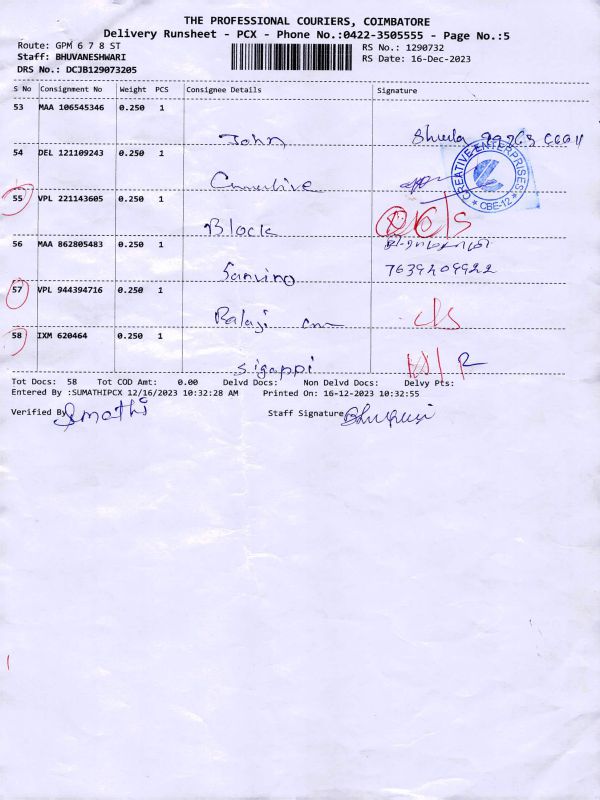 THE PROFESSIONAL COURIERS, COIMBATORE
Delivery Runsheet - PCX - Phone No.:0422-3505555 - Page No.:5
Route: GPM 6 7 8 ST
RS No.: 1290732
Staff: BHUVANESHWARI
RS Date: 16-Dec-2023
DRS No.: DCJB129073205
S No Consignment No Weight PCS Consignee Details Signature
53 MAA 106545346 0.250 1
John Sheela
54 DEL 121109243 0.250 1
CREATIVE ENTERPRISES * CBE-12 *
55 VPL 221143605 0.250 1
Block
56 MAA 862805483 0.250 1
Sanvino 7639209922
57 VPL 944394716 0.250 1
Balaji
58 IXM 620464 0.250 1
Sigappi
Tot Docs: 58 Tot COD Amt: 0.00 Delvd Docs: Non Delvd Docs: Delvy Pts:
Entered By :SUMATHIPCX 12/16/2023 10:32:28 AM Printed On: 16-12-2023 10:32:55
Verified By Sumathi Staff Signature